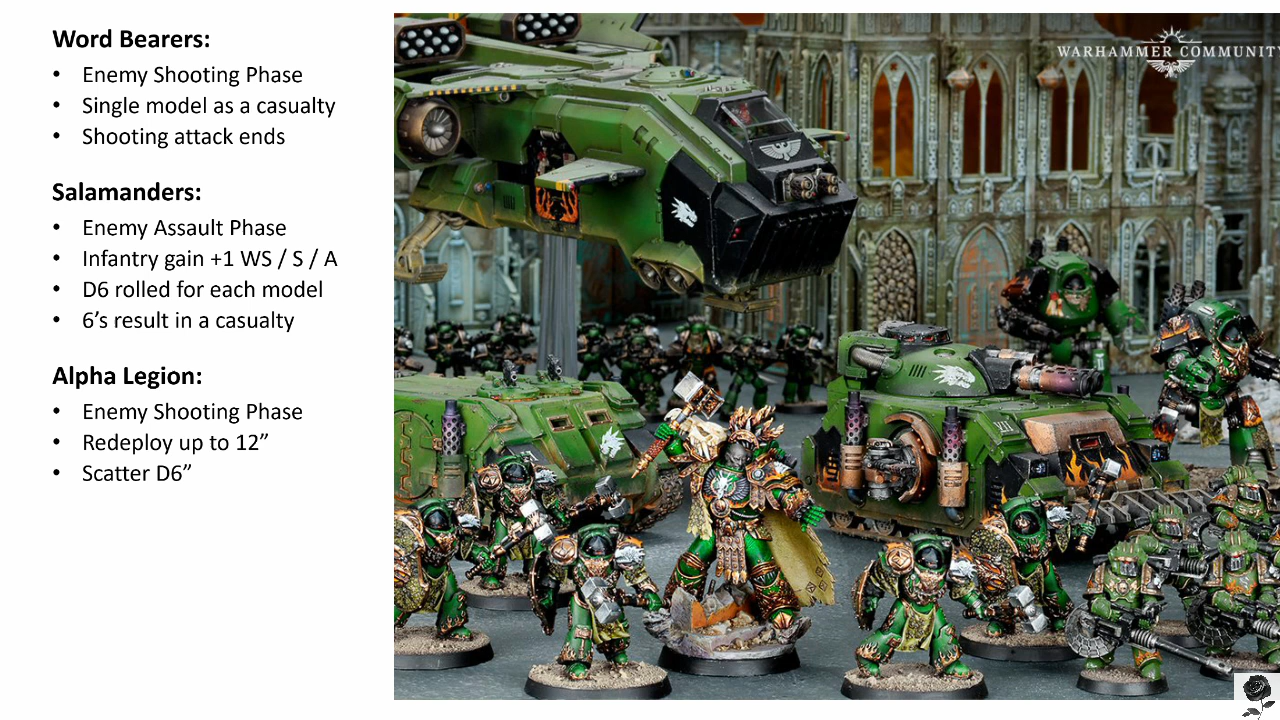 Word Bearers:
• Enemy Shooting Phase
• Single model as a casualty
• Shooting attack ends
Salamanders:
• Enemy Assault Phase
• Infantry gain +1 WS / S / A
• D6 rolled for each model
• 6’s result in a casualty
Alpha Legion:
• Enemy Shooting Phase
• Redeploy up to 12”
• Scatter D6”
WARHAMMER COMMUNITY